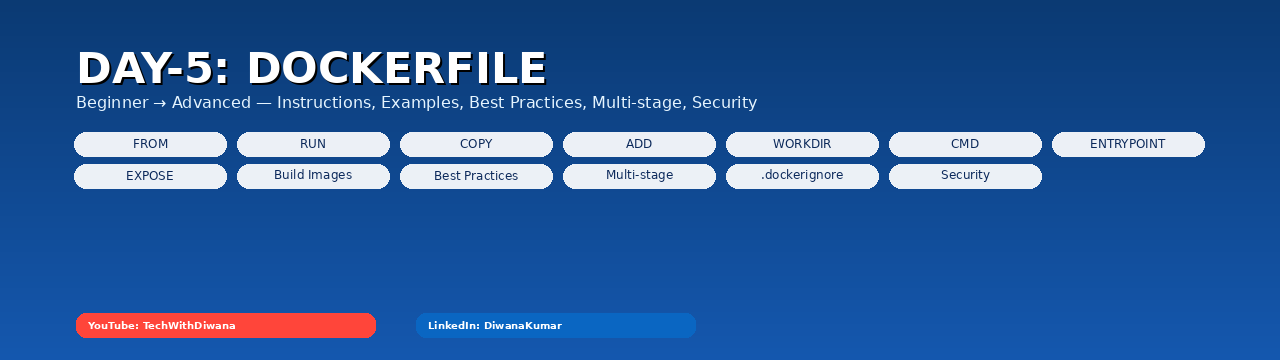 DAY-5: DOCKERFILE
Beginner → Advanced — Instructions, Examples, Best Practices, Multi-stage, Security
FROM RUN COPY ADD WORKDIR CMD ENTRYPOINT
EXPOSE Build Images Best Practices Multi-stage .dockerignore Security
YouTube: TechWithDiwana LinkedIn: DiwanaKumar